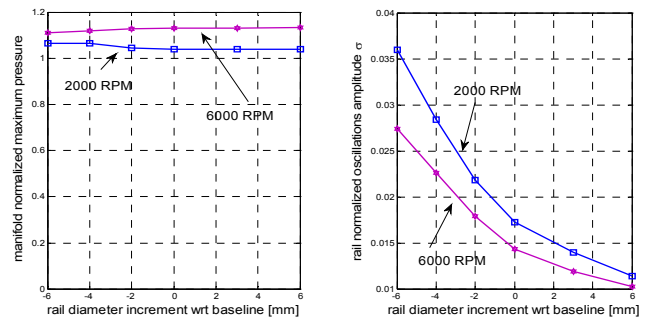 1.2
1
0.8
0.6
0.4
0.2
0
-6 -4 -2 0 2 4 6
manifold normalized maximum pressure
2000 RPM
6000 RPM
rail diameter increment wrt baseline [mm]
0.04
0.035
0.03
0.025
0.02
0.015
0.01
-6 -4 -2 0 2 4 6
rail normalized oscillations amplitude σ
2000 RPM
6000 RPM
rail diameter increment wrt baseline [mm]